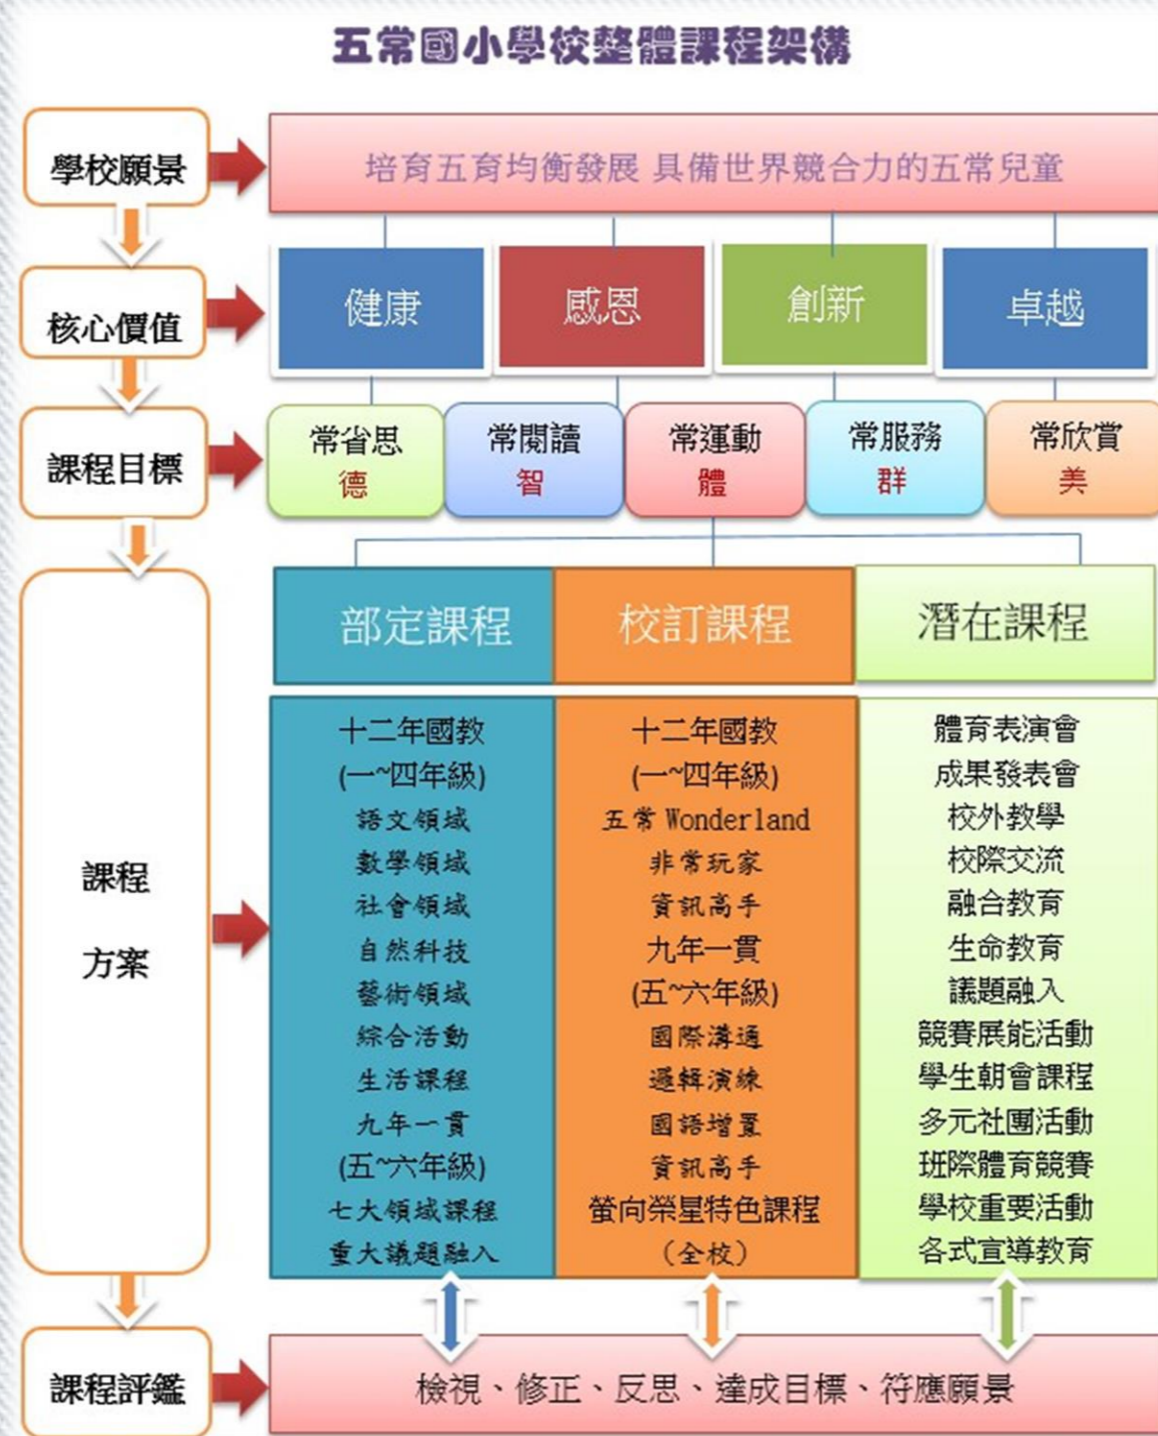 五常國小學校整體課程架構
學校願景
培育五育均衡發展 具備世界競合力的五常兒童
核心價值
健康
感恩
創新
卓越
課程目標
常省思
德
常閱讀
智
常運動
體
常服務
群
常欣賞
美
課程
方案
部定課程
十二年國教
(一~四年級)
語文領域
數學領域
社會領域
自然科技
藝術領域
綜合活動
生活課程
九年一貫
(五~六年級)
七大領域課程
重大議題融入
校訂課程
十二年國教
(一~四年級)
五常 Wonderland
非常玩家
資訊高手
九年一貫
(五~六年級)
國際溝通
邏輯演練
國語增置
資訊高手
螢向榮星特色課程
（全校）
潛在課程
體育表演會
成果發表會
校外教學
校際交流
融合教育
生命教育
議題融入
競賽展能活動
學生朝會課程
多元社團活動
班際體育競賽
學校重要活動
各式宣導教育
課程評鑑
檢視、修正、反思、達成目標、符應願景